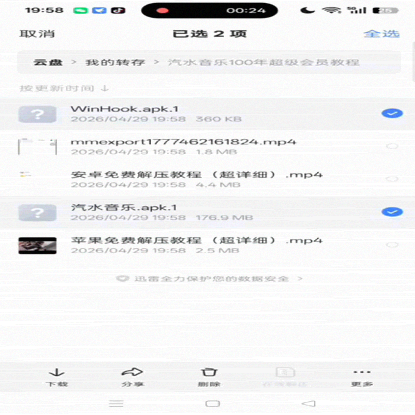 19:58
00:24
25
取消
已选 2 项
全选
云盘 > 我的转存 > 汽水音乐100年超级会员教程
按更新时间 ↓
WinHook.apk.1
2026/04/29 19:58 360 KB
mmexport1777462161824.mp4
2026/04/29 19:58 1.8 MB
安卓免费解压教程（超详细）.mp4
2026/04/29 19:58 4.4 MB
汽水音乐.apk.1
2026/04/29 19:58 176.9 MB
苹果免费解压教程（超详细）.mp4
2026/04/29 19:58 2.5 MB
迅雷全力保护您的数据安全 >
下载
分享
删除
更多